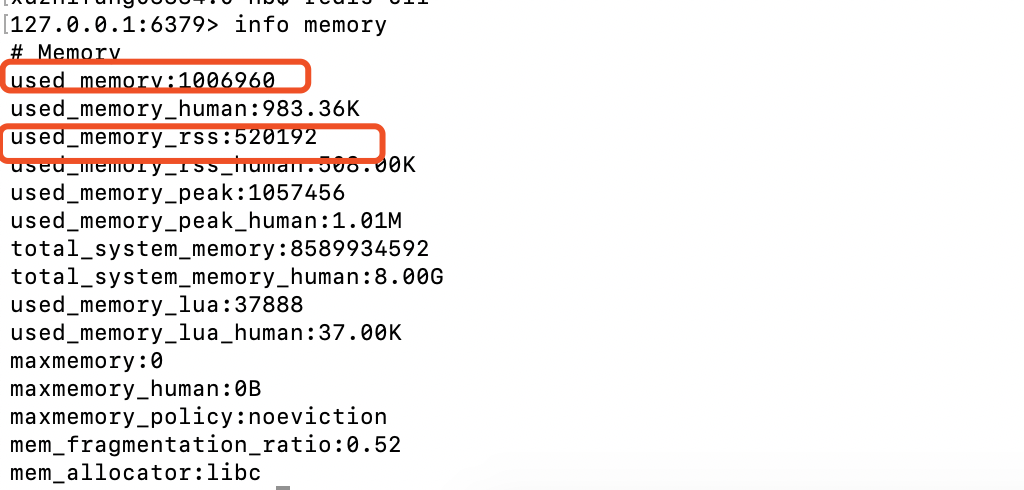 [127.0.0.1:6379> info memory
# Memory
used_memory:1006960
used_memory_human:983.36K
used_memory_rss:520192
used_memory_rss_human:508.00K
used_memory_peak:1057456
used_memory_peak_human:1.01M
total_system_memory:8589934592
total_system_memory_human:8.00G
used_memory_lua:37888
used_memory_lua_human:37.00K
maxmemory:0
maxmemory_human:0B
maxmemory_policy:noeviction
mem_fragmentation_ratio:0.52
mem_allocator:libc